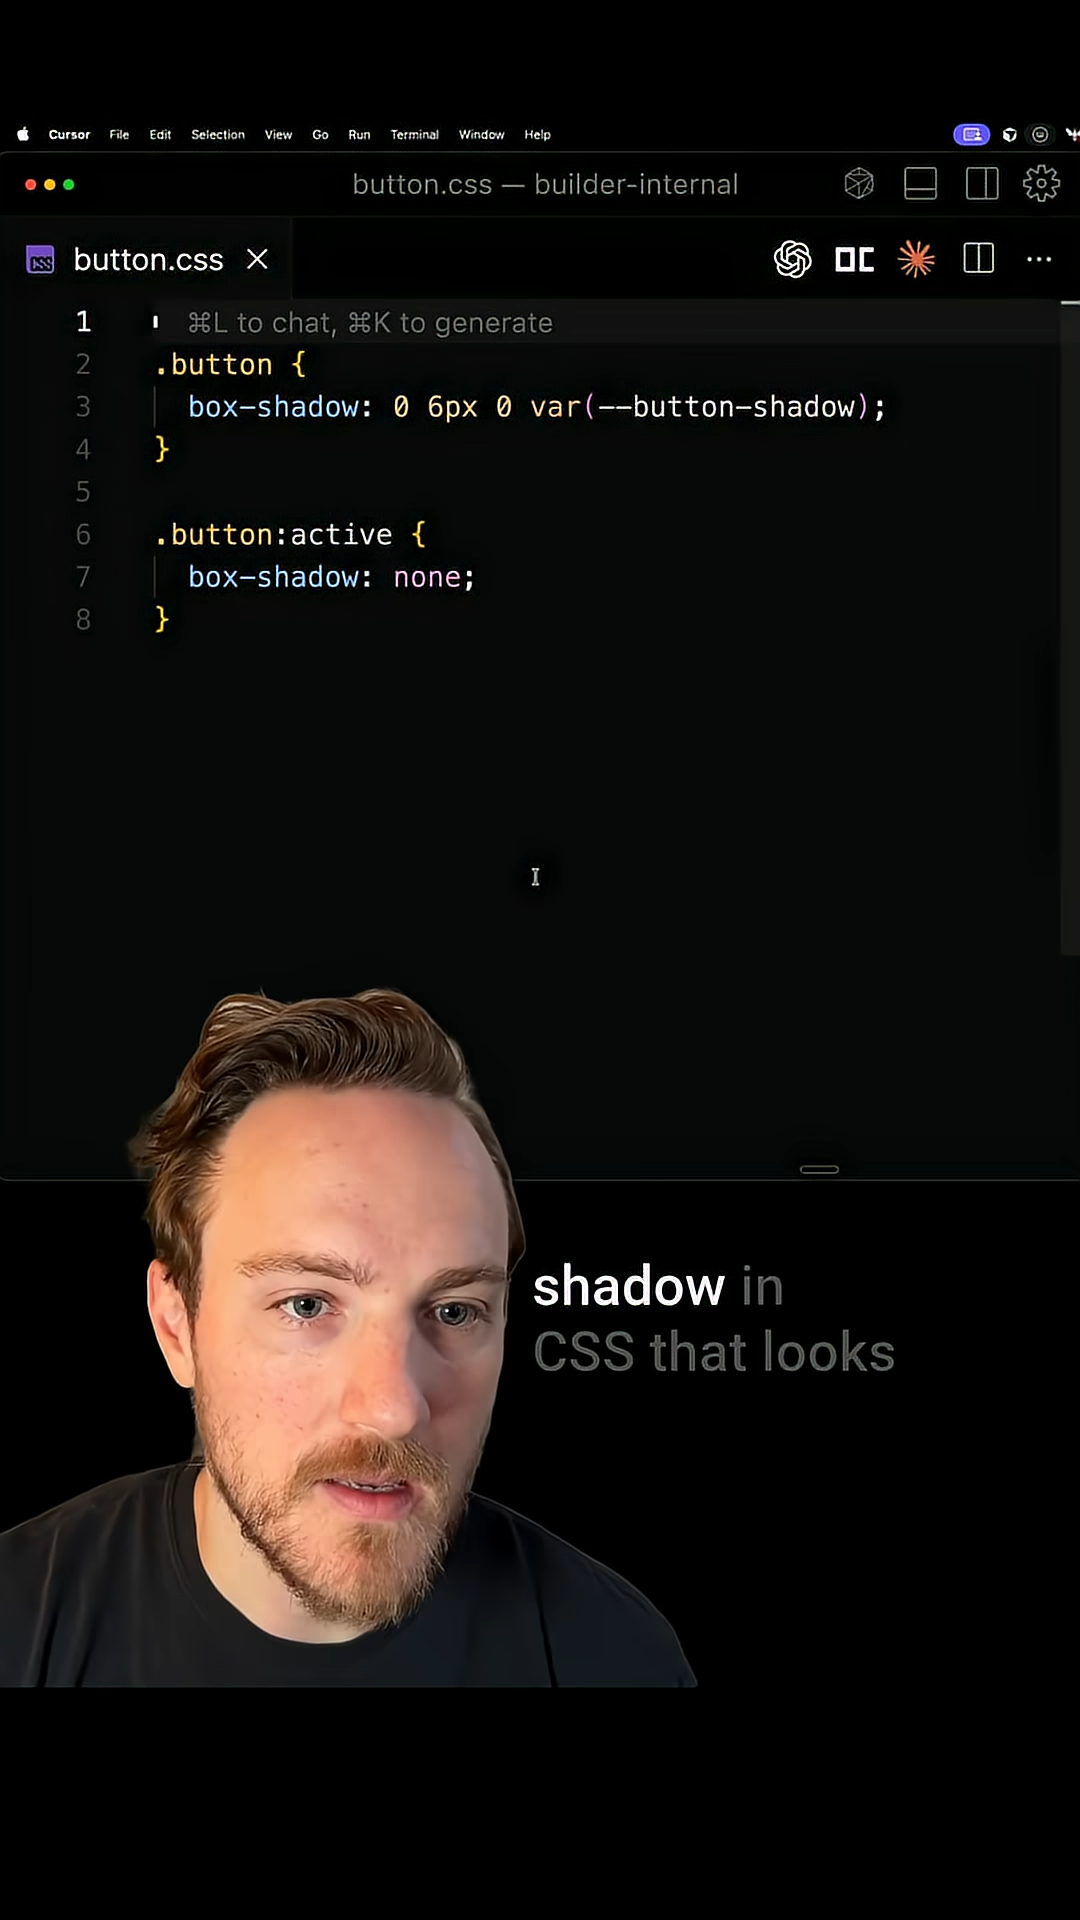 Cursor File Edit Selection View Go Run Terminal Window Help
button.css — builder-internal
button.css
1 ⌘L to chat, ⌘K to generate
2 .button {
3 box-shadow: 0 6px 0 var(--button-shadow);
4 }
5
6 .button:active {
7 box-shadow: none;
8 }
shadow in
CSS that looks